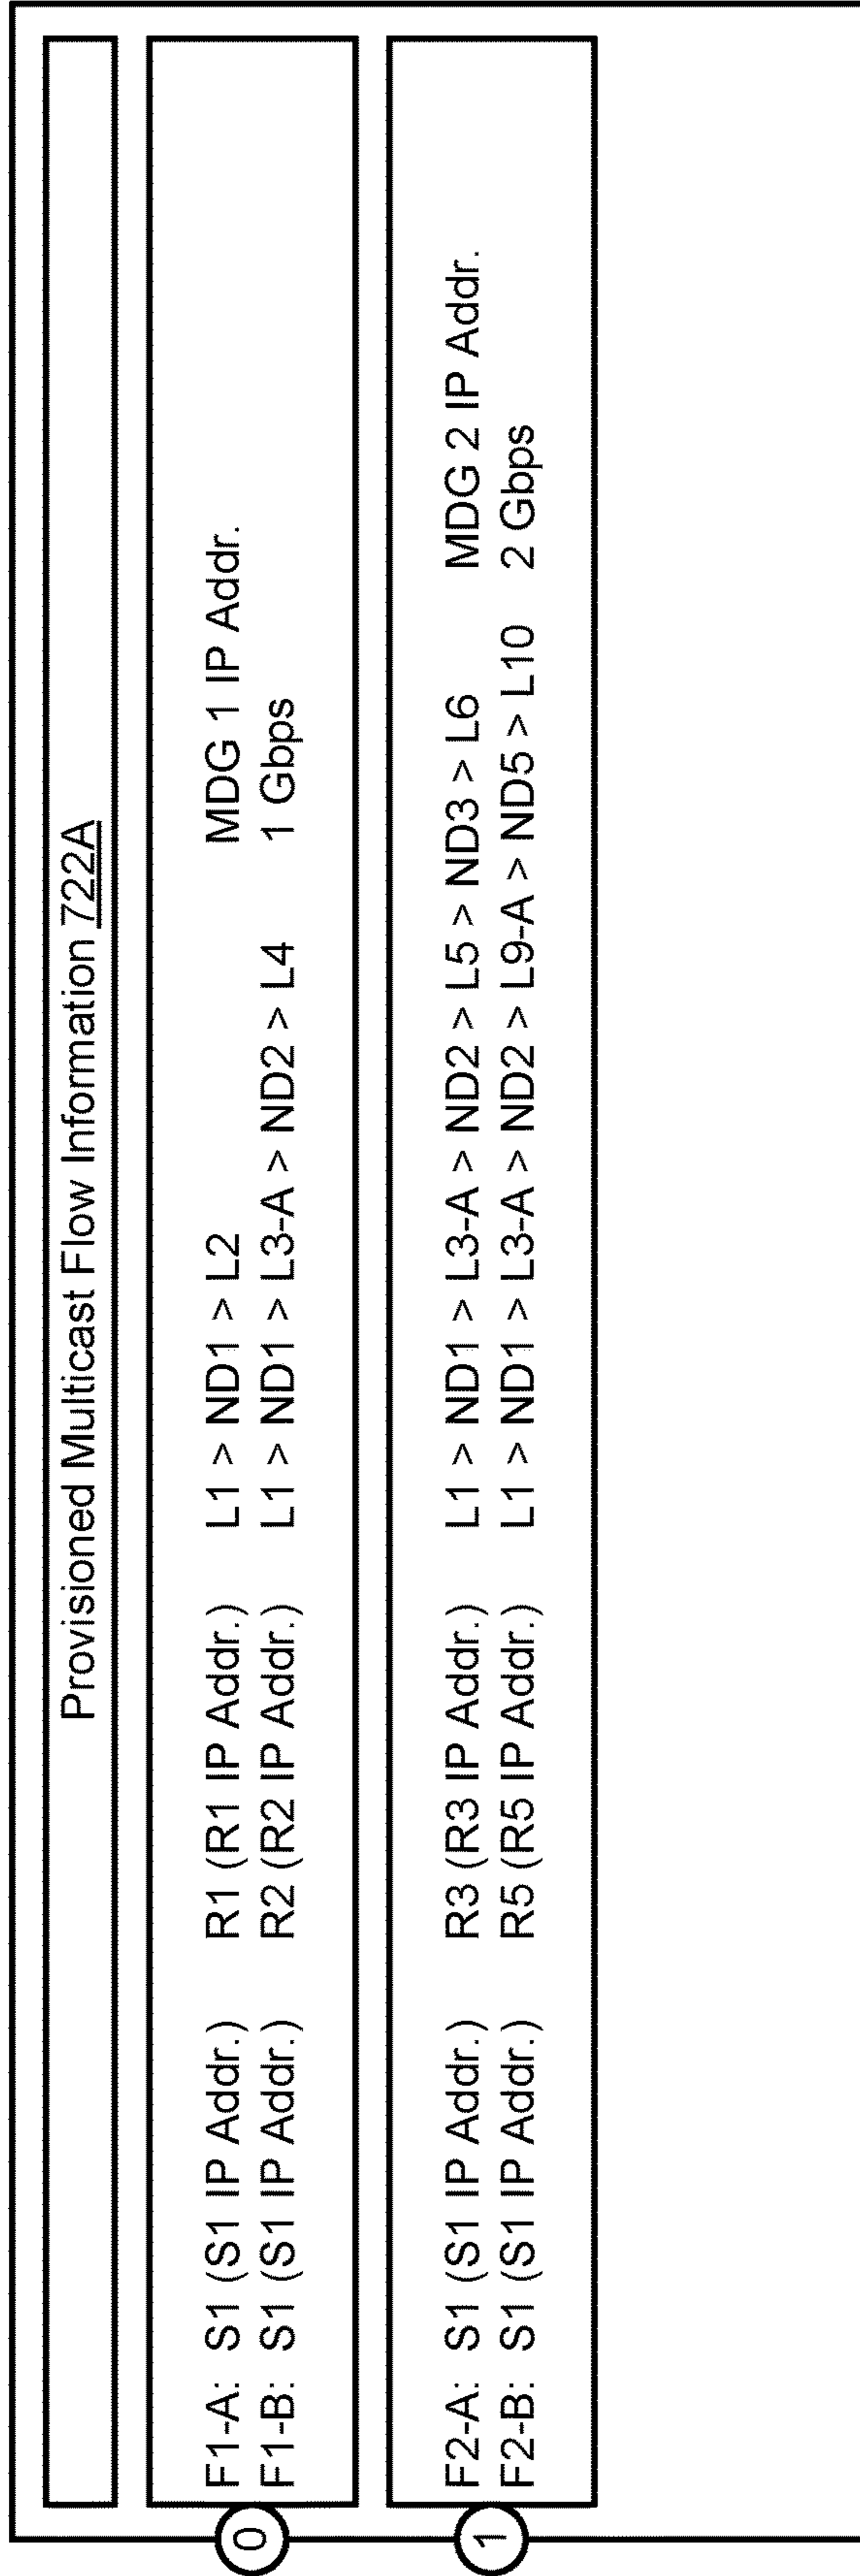 Provisioned Multicast Flow Information 722A
0
F1-A: S1 (S1 IP Addr.) R1 (R1 IP Addr.) L1 > ND1 > L2 MDG 1 IP Addr.
F1-B: S1 (S1 IP Addr.) R2 (R2 IP Addr.) L1 > ND1 > L3-A > ND2 > L4 1 Gbps
1
F2-A: S1 (S1 IP Addr.) R3 (R3 IP Addr.) L1 > ND1 > L3-A > ND2 > L5 > ND3 > L6 MDG 2 IP Addr.
F2-B: S1 (S1 IP Addr.) R5 (R5 IP Addr.) L1 > ND1 > L3-A > ND2 > L9-A > ND5 > L10 2 Gbps